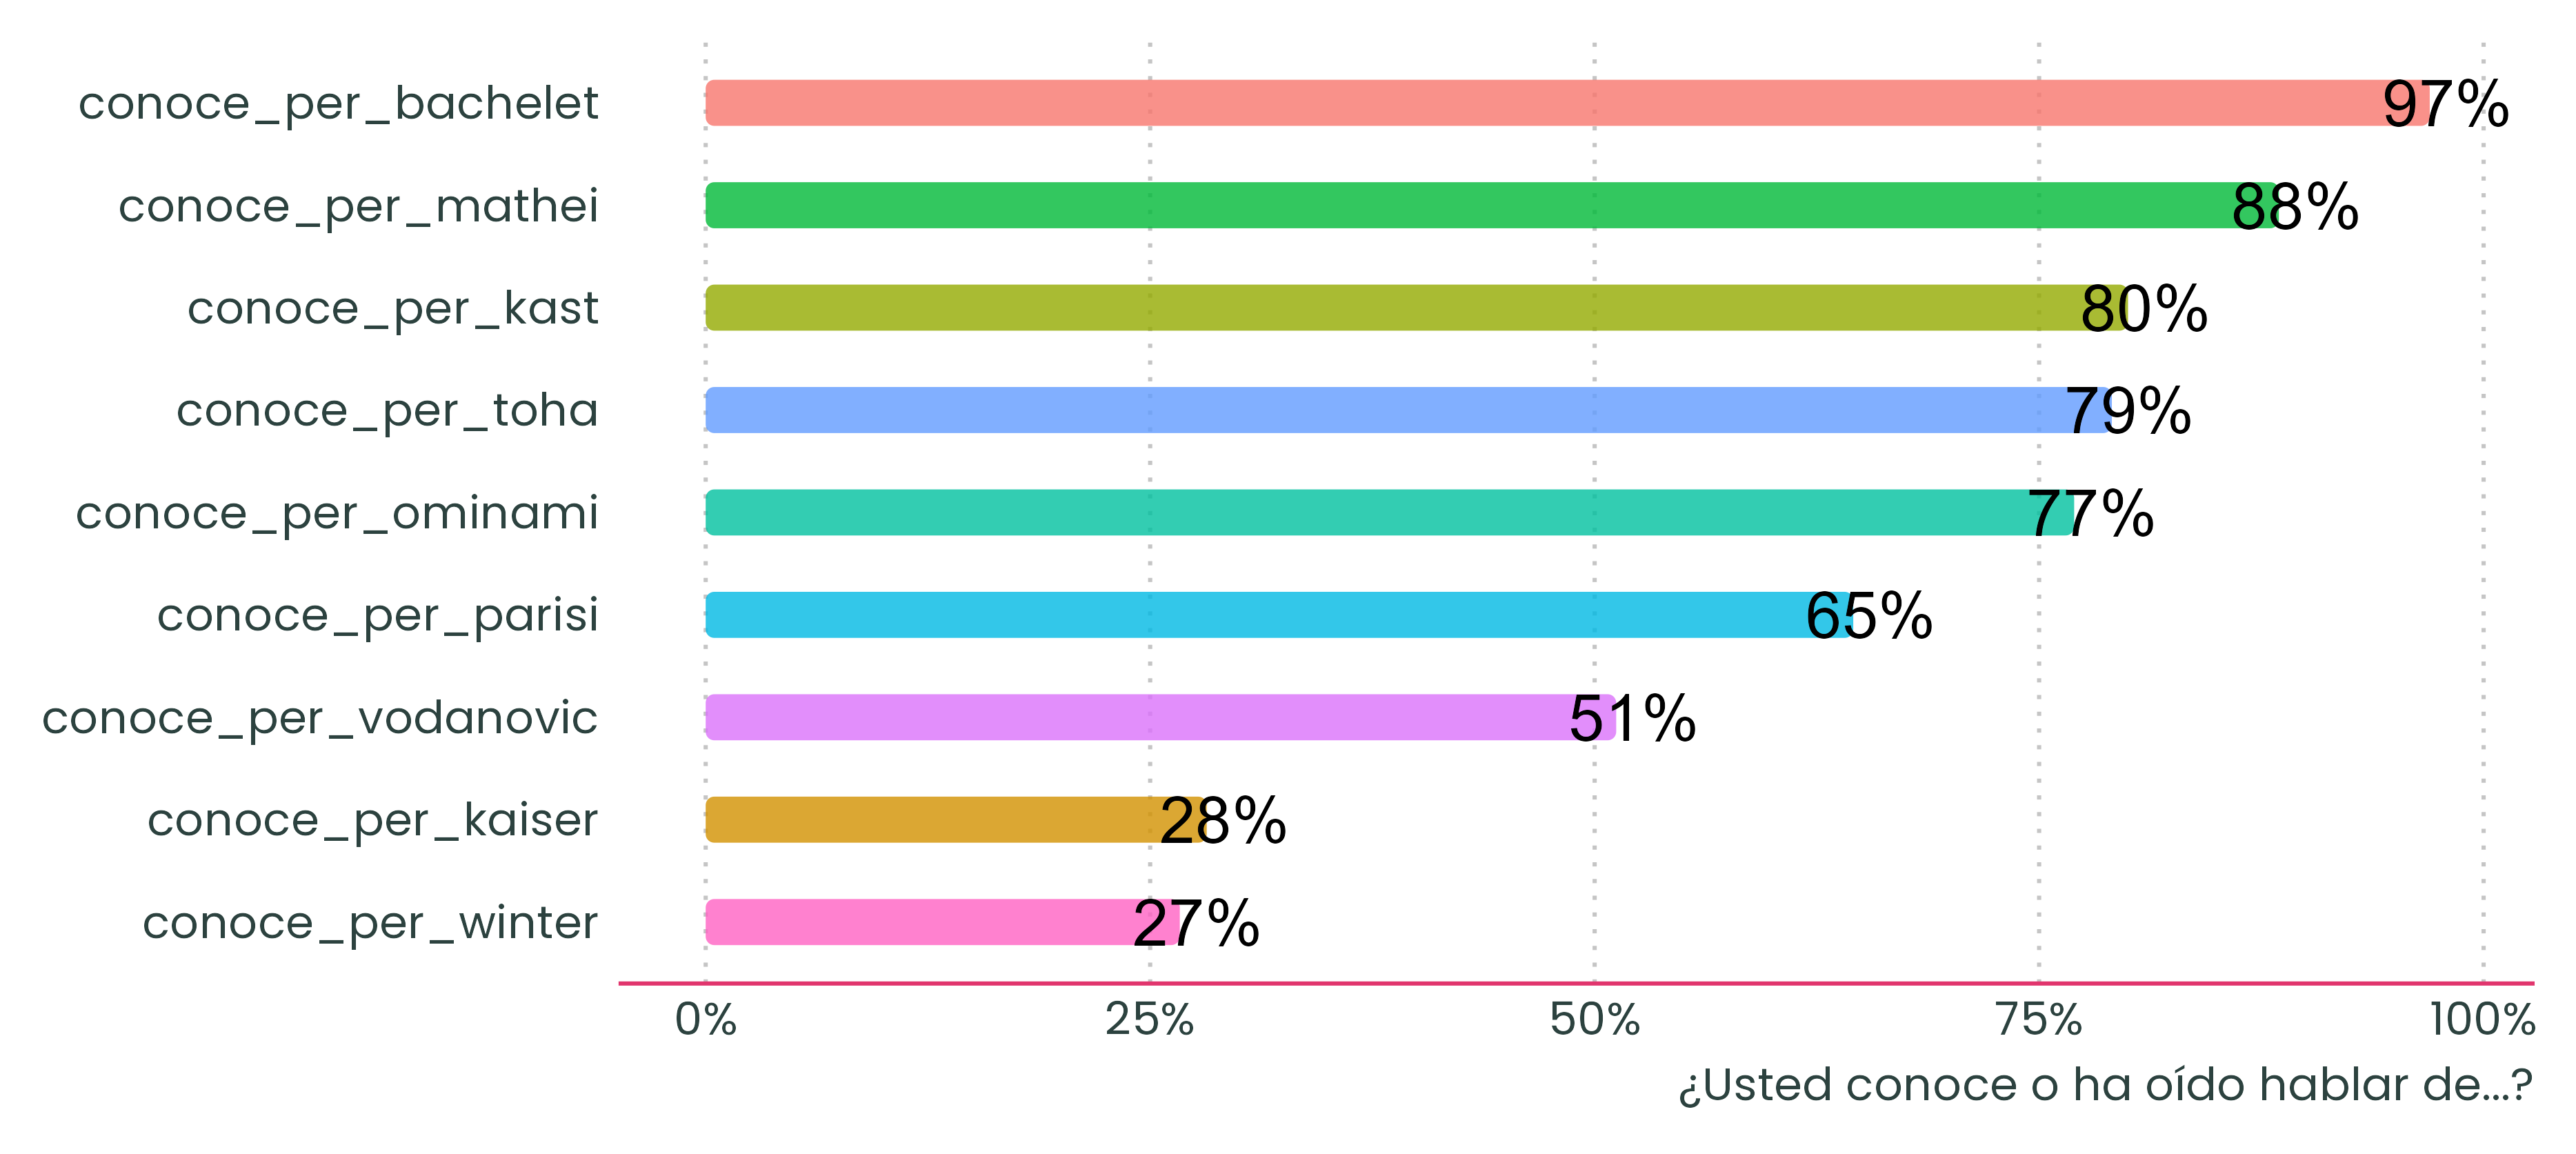 conoce_per_bachelet 97%
conoce_per_mathei 88%
conoce_per_kast 80%
conoce_per_toha 79%
conoce_per_ominami 77%
conoce_per_parisi 65%
conoce_per_vodanovic 51%
conoce_per_kaiser 28%
conoce_per_winter 27%
0% 25% 50% 75% 100%
¿Usted conoce o ha oído hablar de...?